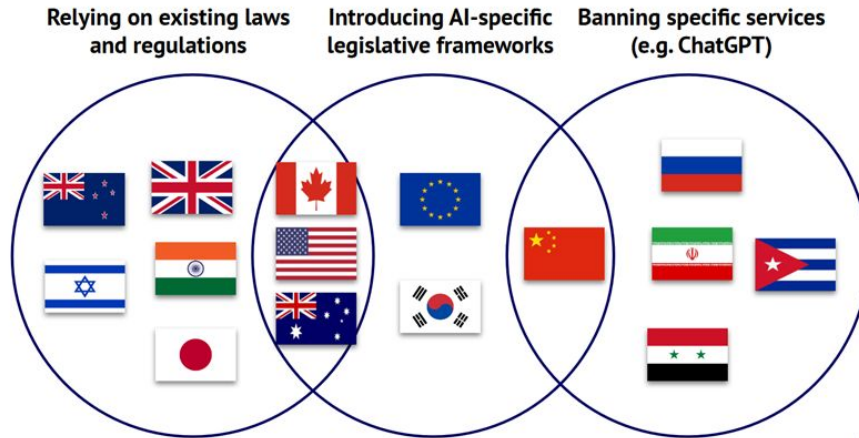 Relying on existing laws
and regulations
Introducing AI-specific
legislative frameworks
Banning specific services
(e.g. ChatGPT)